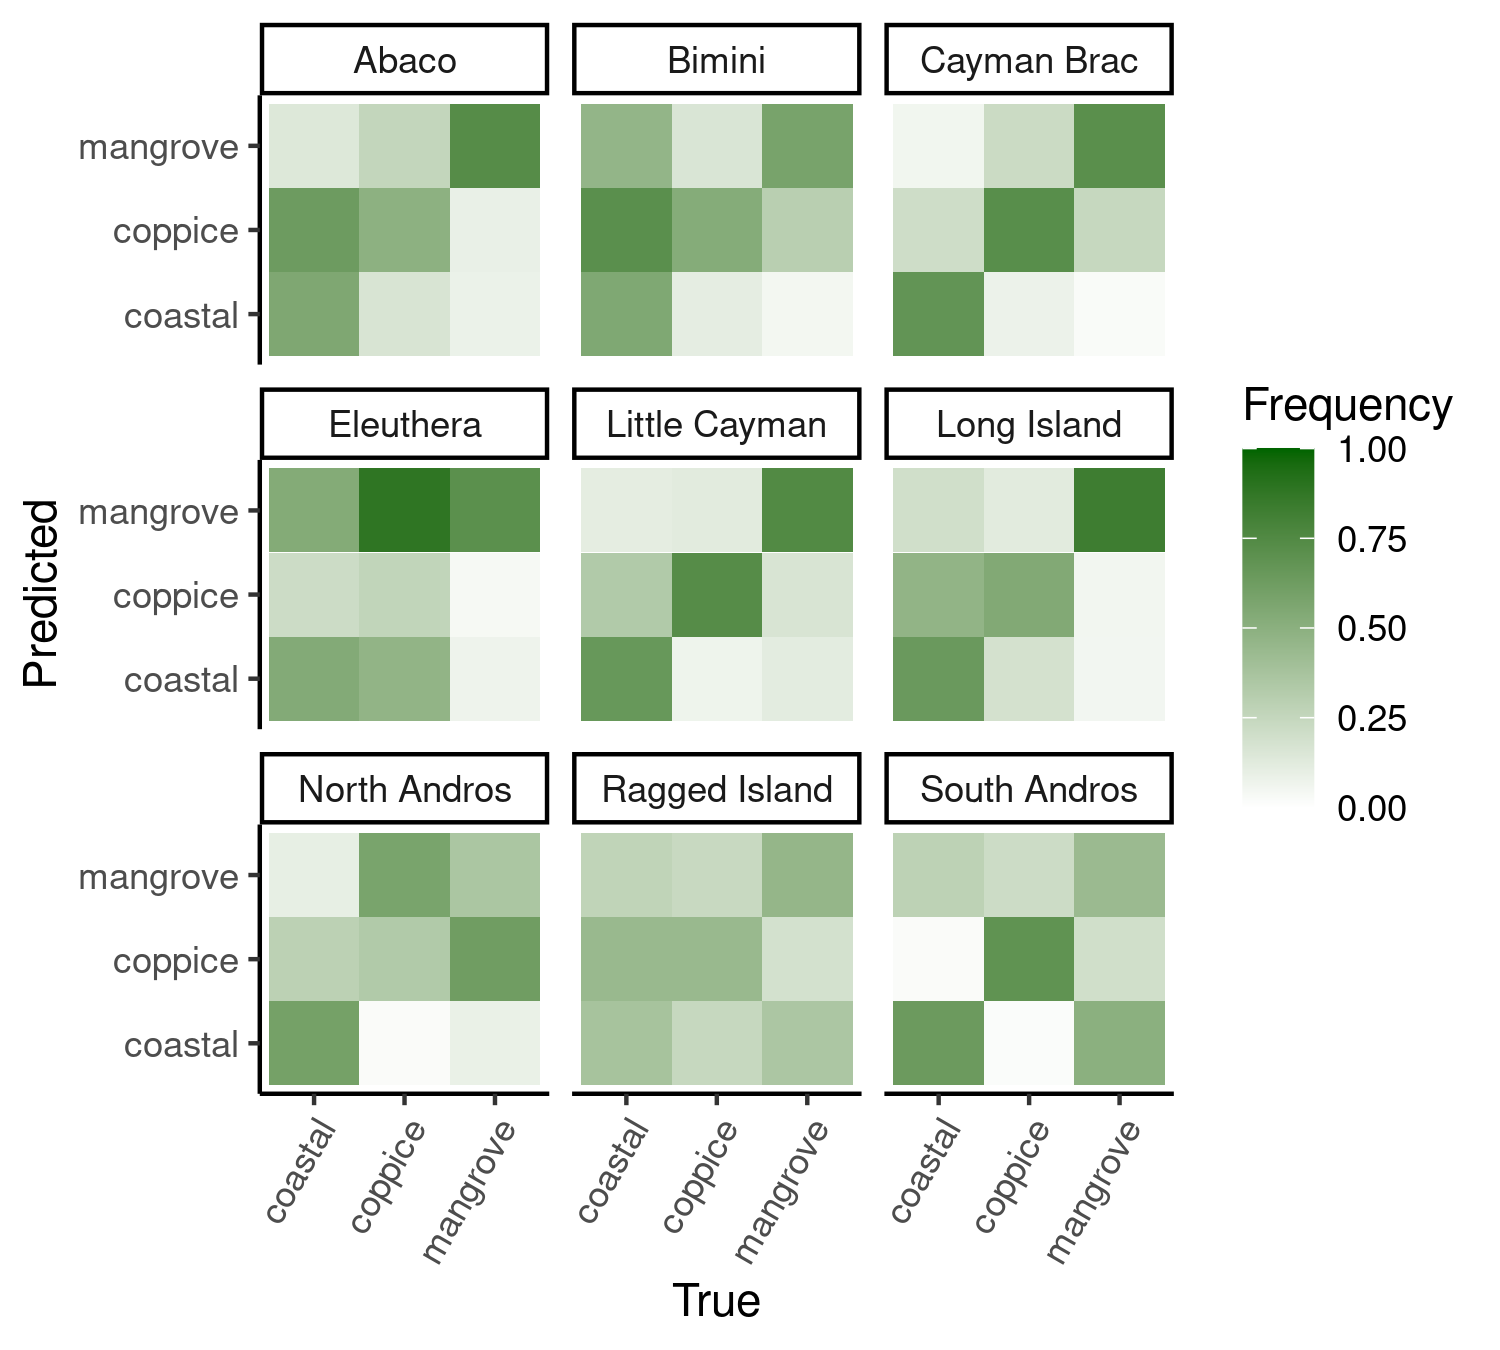 Abaco
Bimini
Cayman Brac
mangrove
coppice
coastal
Eleuthera
Little Cayman
Long Island
mangrove
coppice
coastal
North Andros
Ragged Island
South Andros
mangrove
coppice
coastal
coastal
coppice
mangrove
coastal
coppice
mangrove
coastal
coppice
mangrove
True
Predicted
Frequency
1.00
0.75
0.50
0.25
0.00